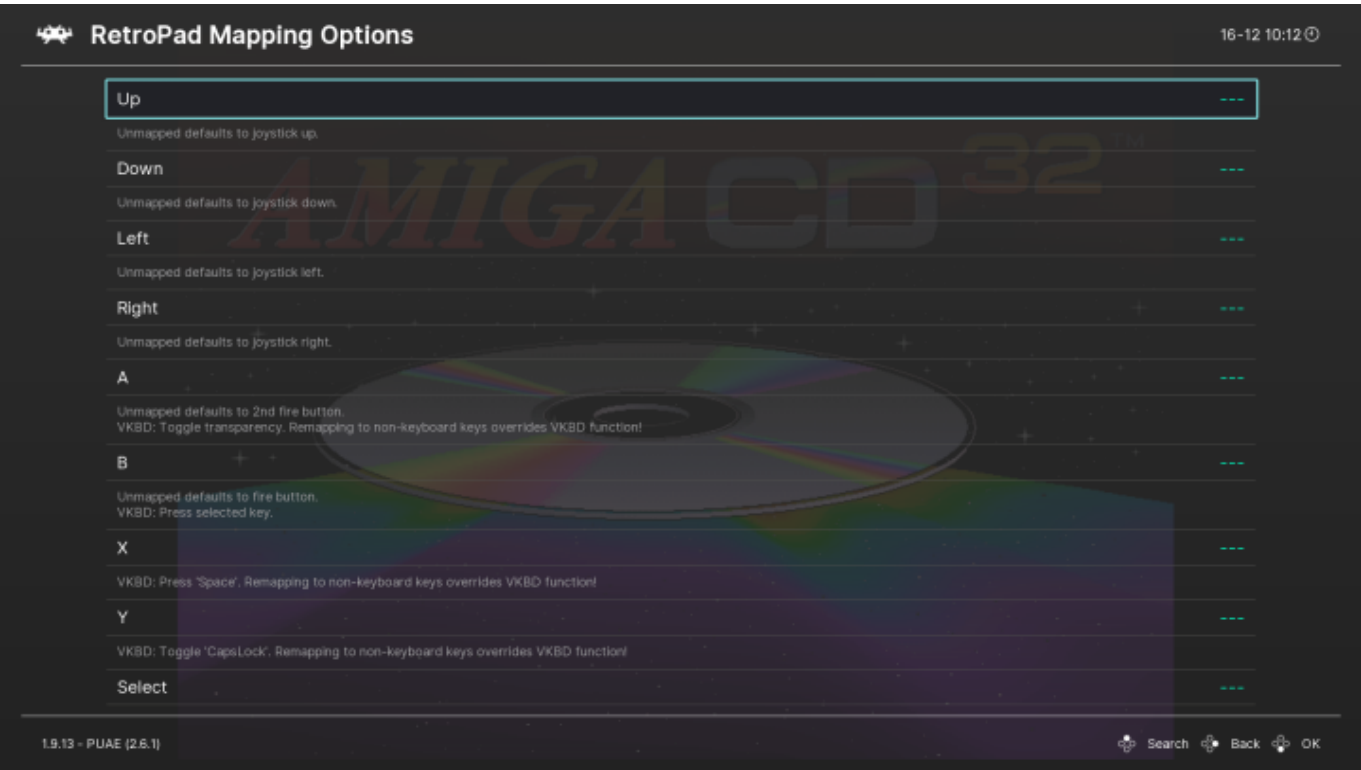 RetroPad Mapping Options
16-12 10:12
Up ---
Unmapped defaults to joystick up.
Down ---
Unmapped defaults to joystick down.
Left ---
Unmapped defaults to joystick left.
Right ---
Unmapped defaults to joystick right.
A ---
Unmapped defaults to 2nd fire button.
VKBD: Toggle transparency. Remapping to non-keyboard keys overrides VKBD function!
B ---
Unmapped defaults to fire button.
VKBD: Press selected key.
X ---
VKBD: Press 'Space'. Remapping to non-keyboard keys overrides VKBD function!
Y ---
VKBD: Toggle 'CapsLock'. Remapping to non-keyboard keys overrides VKBD function!
Select ---
AMIGA CD 32 TM
1.9.13 - PUAE (2.6.1)
Search Back OK